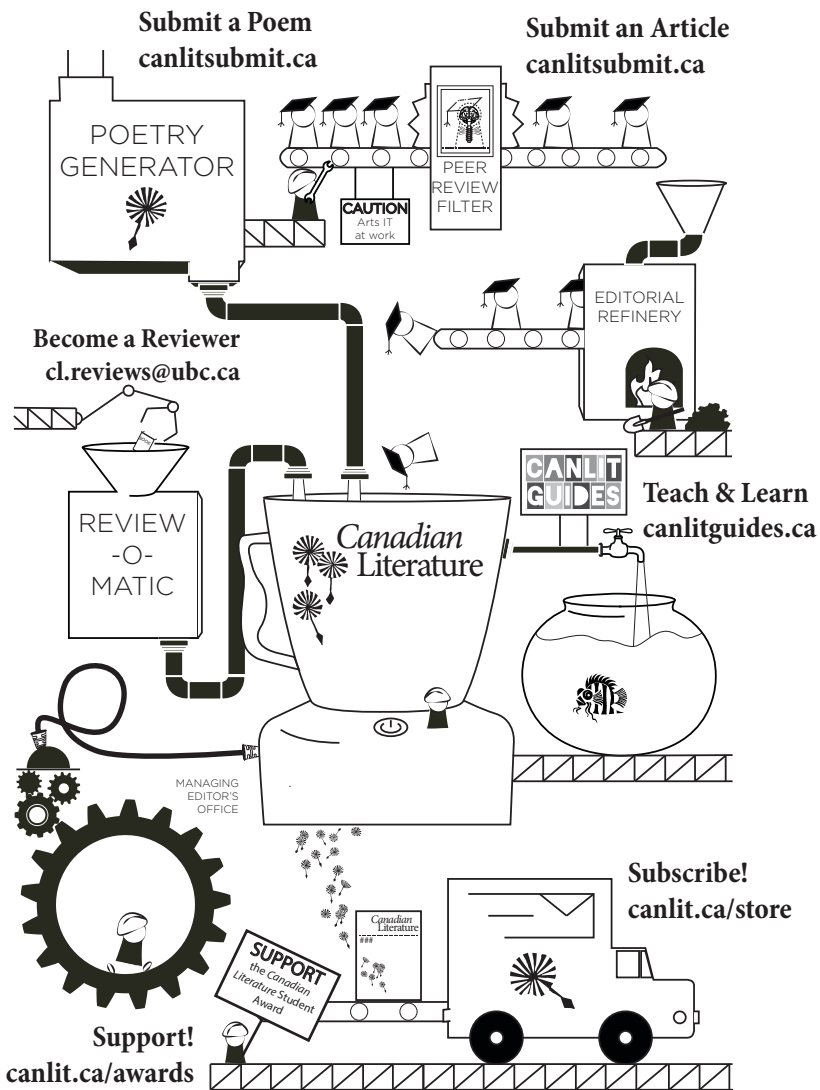 Submit a Poem
canlitsubmit.ca
Submit an Article
canlitsubmit.ca
POETRY
GENERATOR
PEER
REVIEW
FILTER
CAUTION
Arts IT
at work
EDITORIAL
REFINERY
Become a Reviewer
cl.reviews@ubc.ca
BOOK
REVIEW
-O-
MATIC
Canadian
Literature
CANLIT
GUIDES
Teach & Learn
canlitguides.ca
MANAGING
EDITOR'S
OFFICE
Subscribe!
canlit.ca/store
Canadian
Literature
###
SUPPORT
the Canadian
Literature Student
Award
Support!
canlit.ca/awards